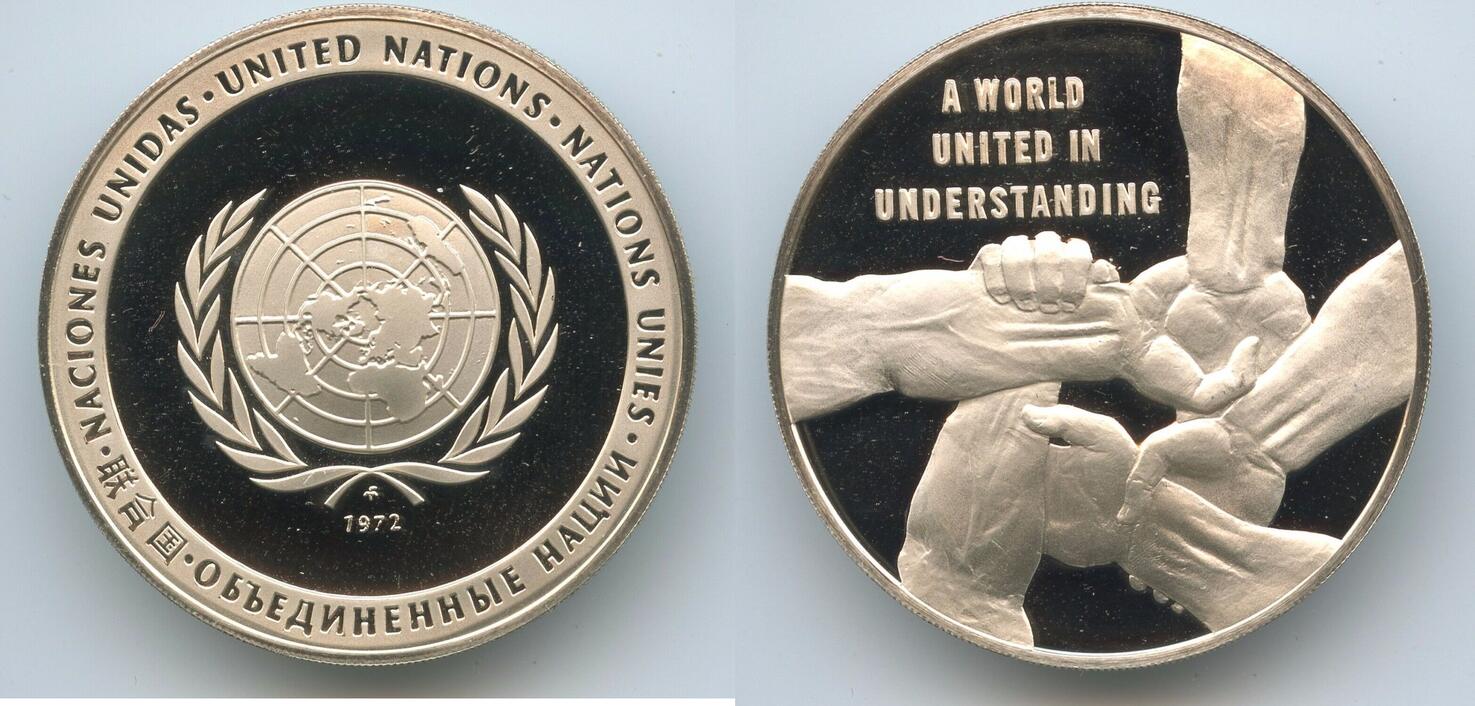 UNITED NATIONS · NATIONS UNIES · ОБЪЕДИНЕННЫЕ НАЦИИ · 联合国 · NACIONES UNIDAS ·
1972
A WORLD
UNITED IN
UNDERSTANDING